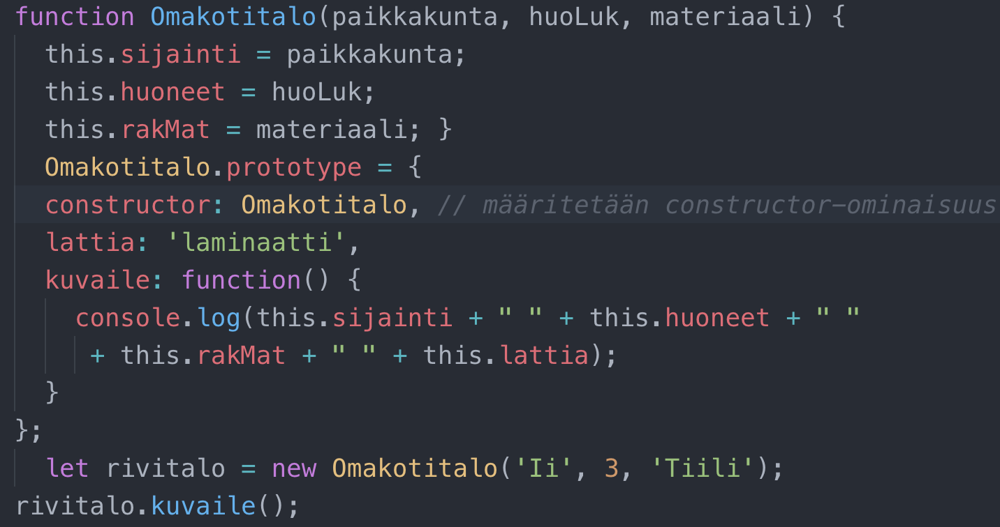 function Omakotitalo(paikkakunta, huoLuk, materiaali) {
  this.sijainti = paikkakunta;
  this.huoneet = huoLuk;
  this.rakMat = materiaali; }
  Omakotitalo.prototype = {
  constructor: Omakotitalo, // määritetään constructor-ominaisuus
  lattia: 'laminaatti',
  kuvaile: function() {
    console.log(this.sijainti + " " + this.huoneet + " "
     + this.rakMat + " " + this.lattia);
  }
};
  let rivitalo = new Omakotitalo('Ii', 3, 'Tiili');
rivitalo.kuvaile();